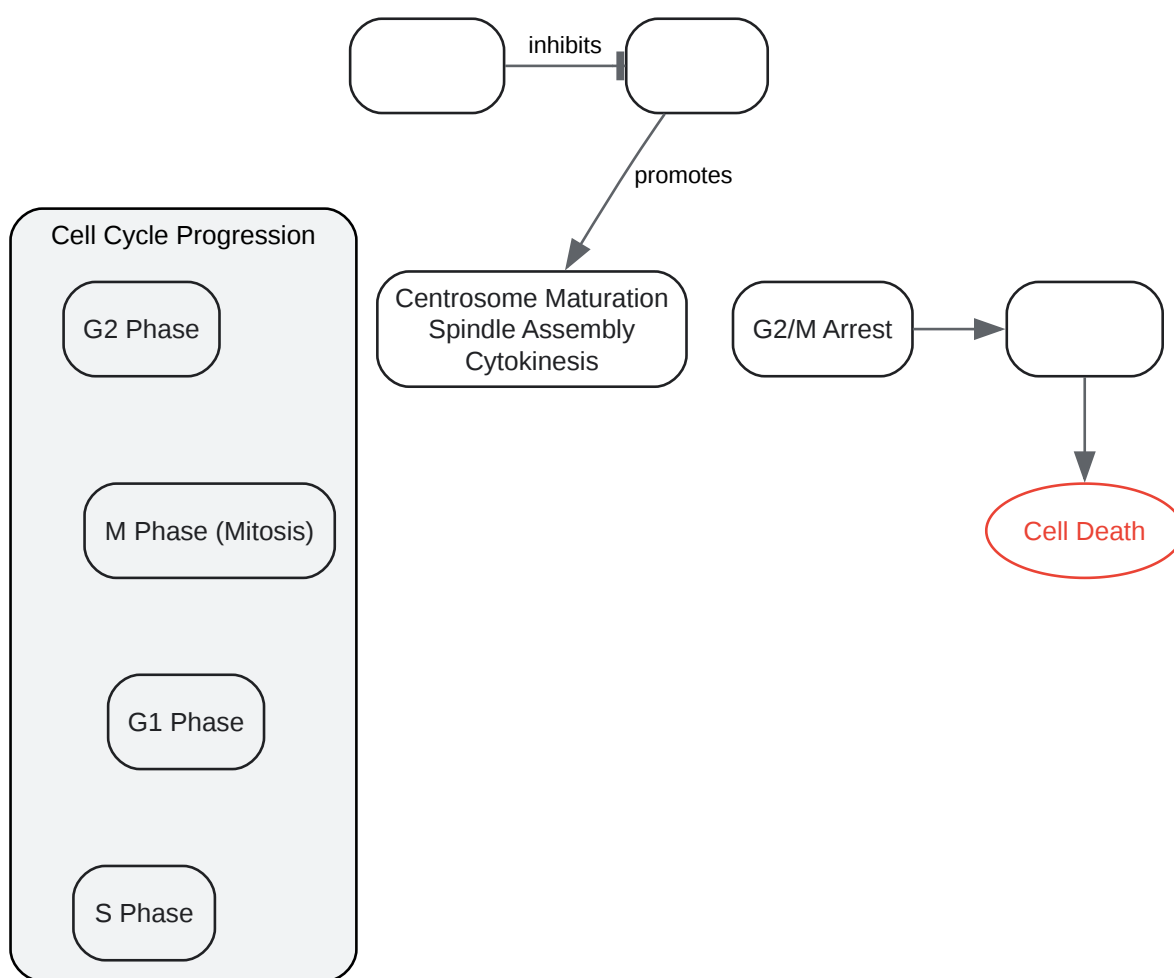 inhibits
promotes
Cell Cycle Progression
G2 Phase
Centrosome Maturation
Spindle Assembly
Cytokinesis
G2/M Arrest
M Phase (Mitosis)
Cell Death
G1 Phase
S Phase